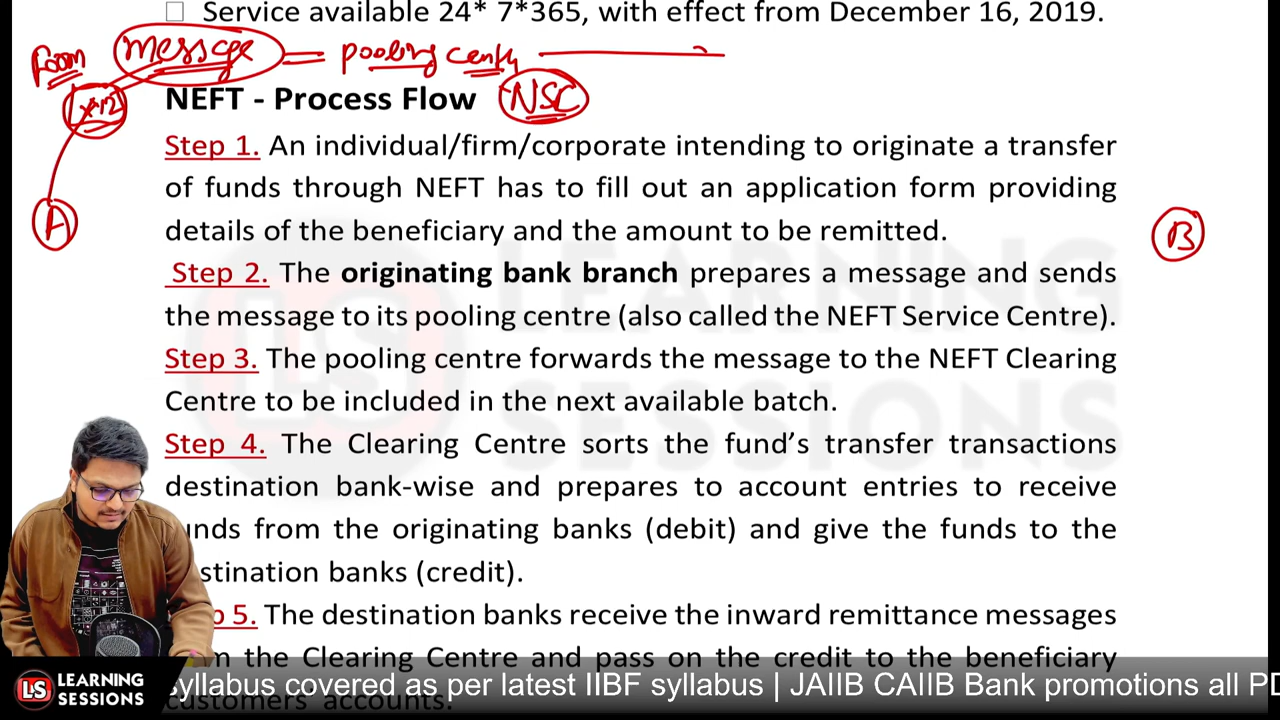 □ Service available 24* 7*365, with effect from December 16, 2019.
form message = pooling centre
NEFT - Process Flow NSC
Step 1. An individual/firm/corporate intending to originate a transfer
of funds through NEFT has to fill out an application form providing
A
details of the beneficiary and the amount to be remitted.
B
Step 2. The originating bank branch prepares a message and sends
the message to its pooling centre (also called the NEFT Service Centre).
Step 3. The pooling centre forwards the message to the NEFT Clearing
Centre to be included in the next available batch.
Step 4. The Clearing Centre sorts the fund's transfer transactions
destination bank-wise and prepares to account entries to receive
unds from the originating banks (debit) and give the funds to the
stination banks (credit).
p 5. The destination banks receive the inward remittance messages
m the Clearing Centre and pass on the credit to the beneficiary
customers' accounts.
LS LEARNING SESSIONS
syllabus covered as per latest IIBF syllabus | JAIIB CAIIB Bank promotions all PD
LS LEARNING
SESSIONS